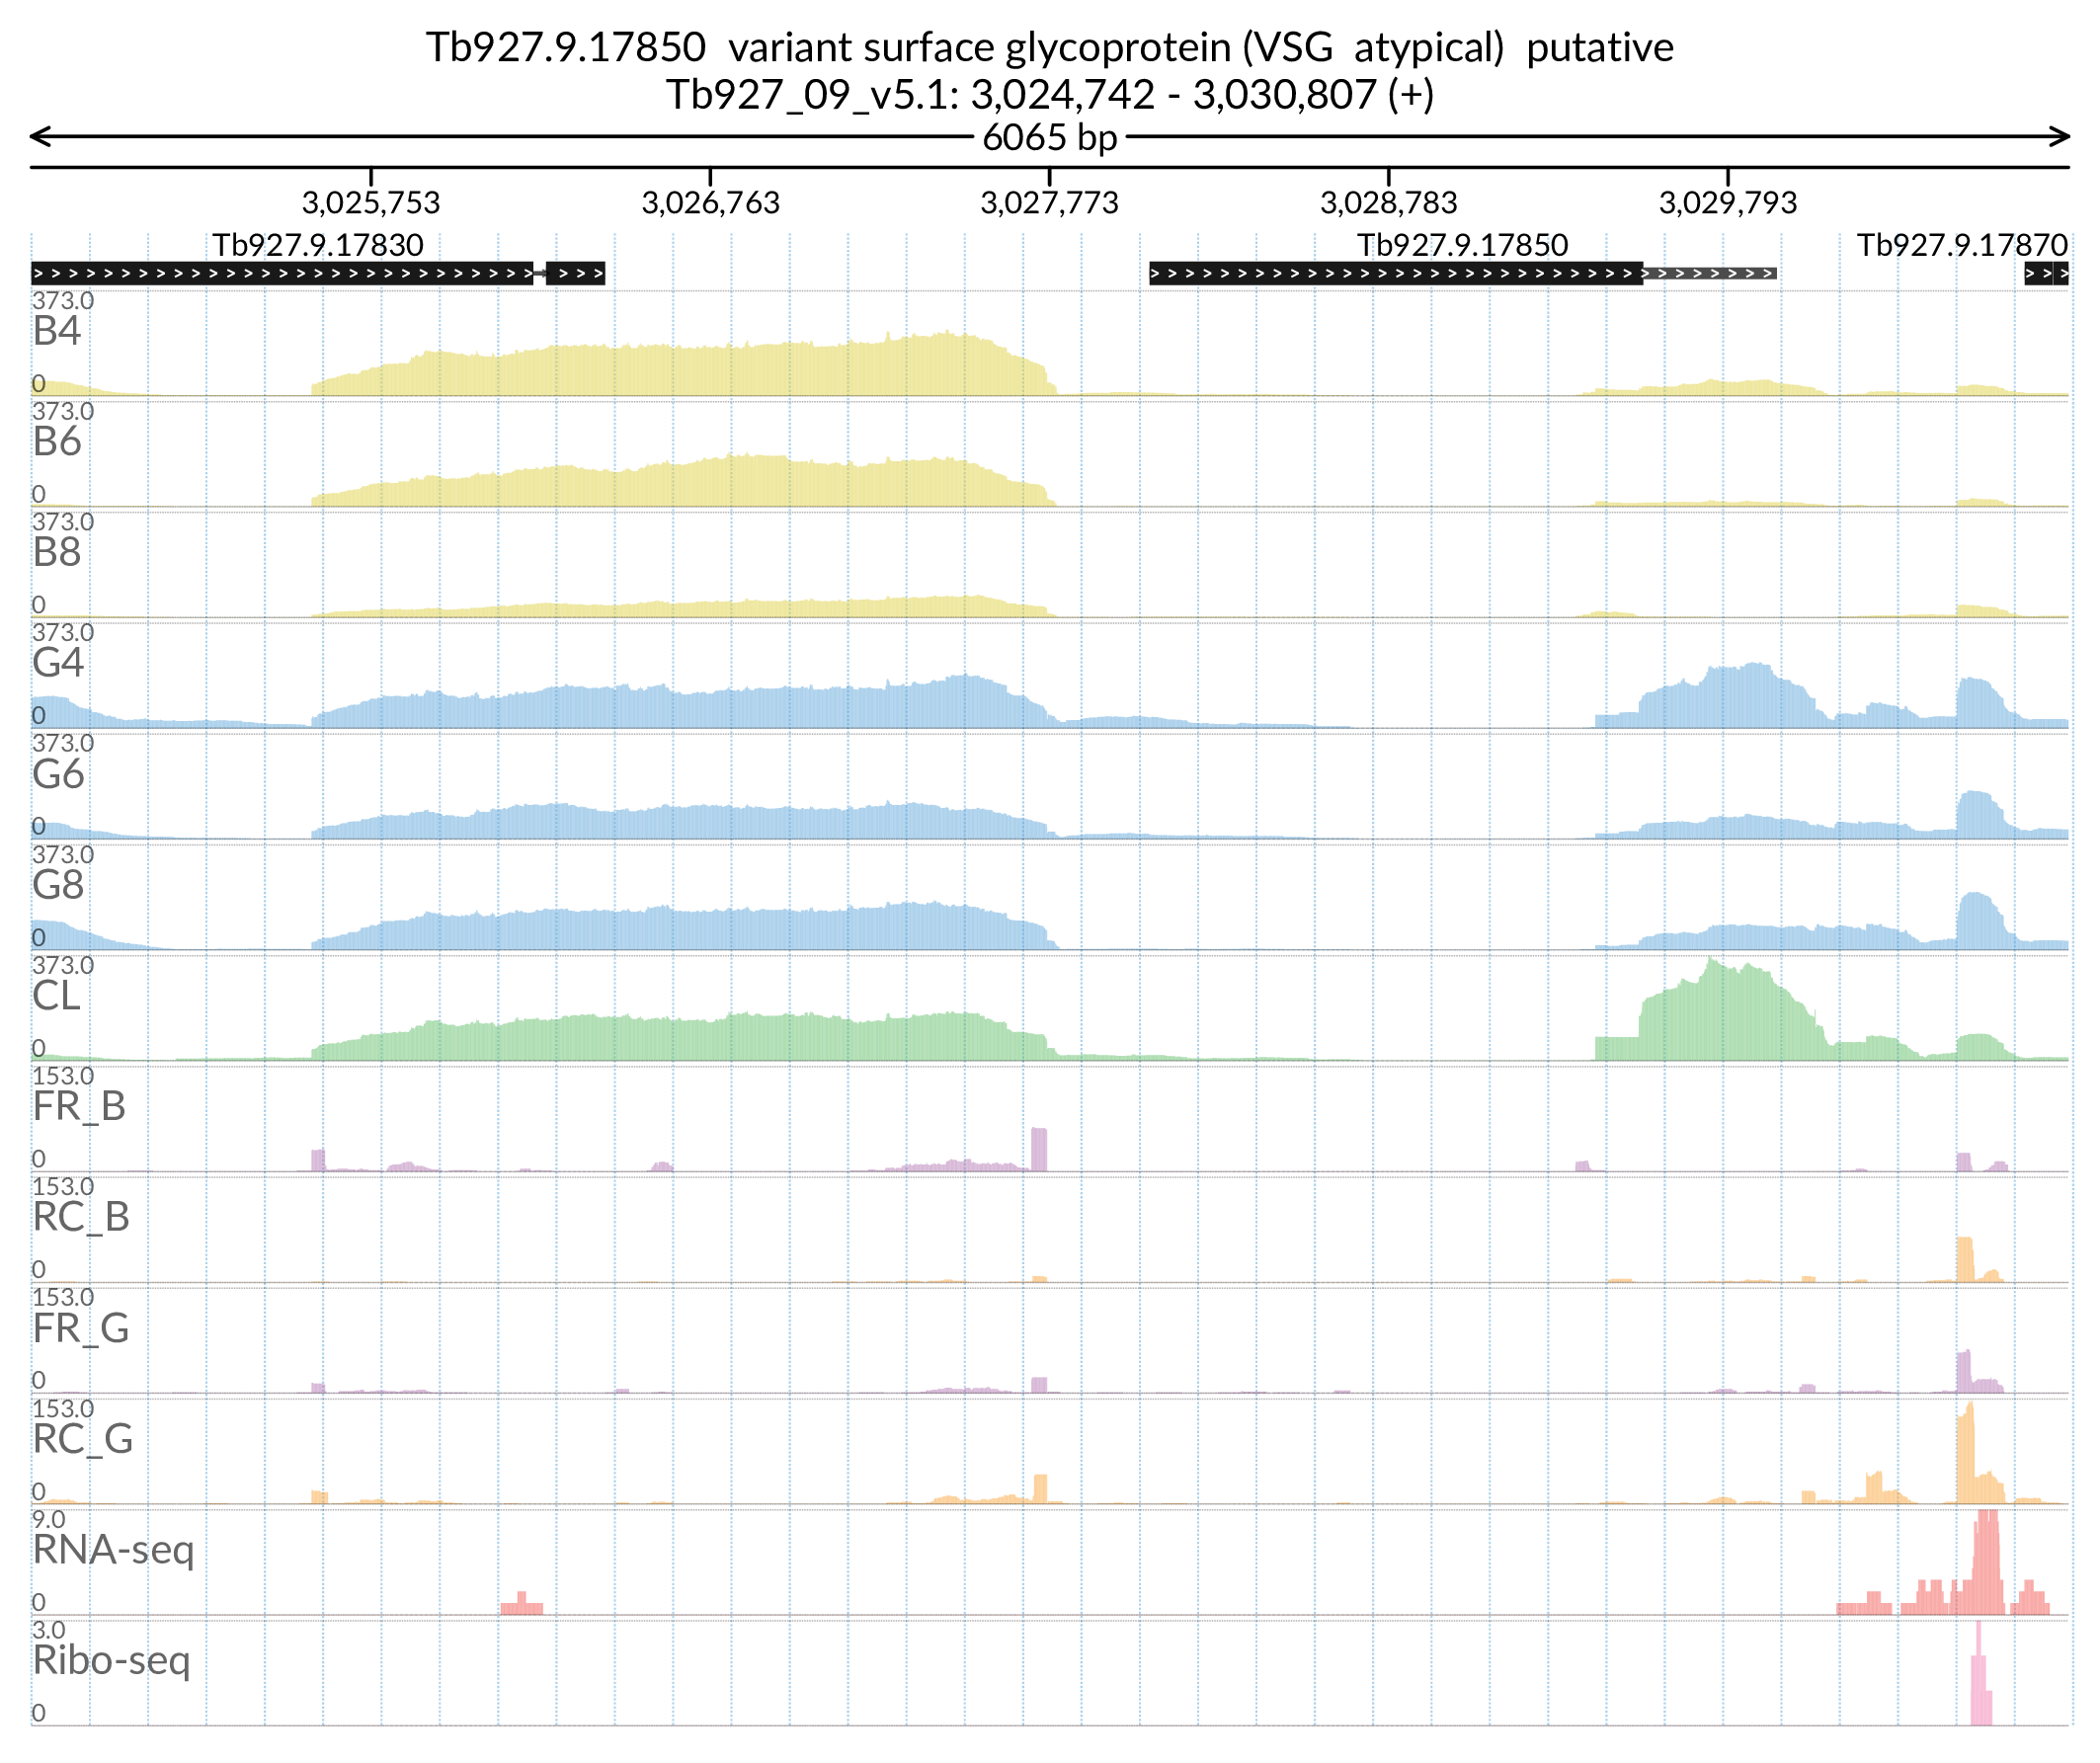 Tb927.9.17850 variant surface glycoprotein (VSG atypical) putative
Tb927_09_v5.1: 3,024,742 - 3,030,807 (+)
6065 bp
3,025,753 3,026,763 3,027,773 3,028,783 3,029,793
Tb927.9.17830 Tb927.9.17850 Tb927.9.17870
373.0
B4
0
373.0
B6
0
373.0
B8
0
373.0
G4
0
373.0
G6
0
373.0
G8
0
373.0
CL
0
153.0
FR_B
0
153.0
RC_B
0
153.0
FR_G
0
153.0
RC_G
0
9.0
RNA-seq
0
3.0
Ribo-seq
0